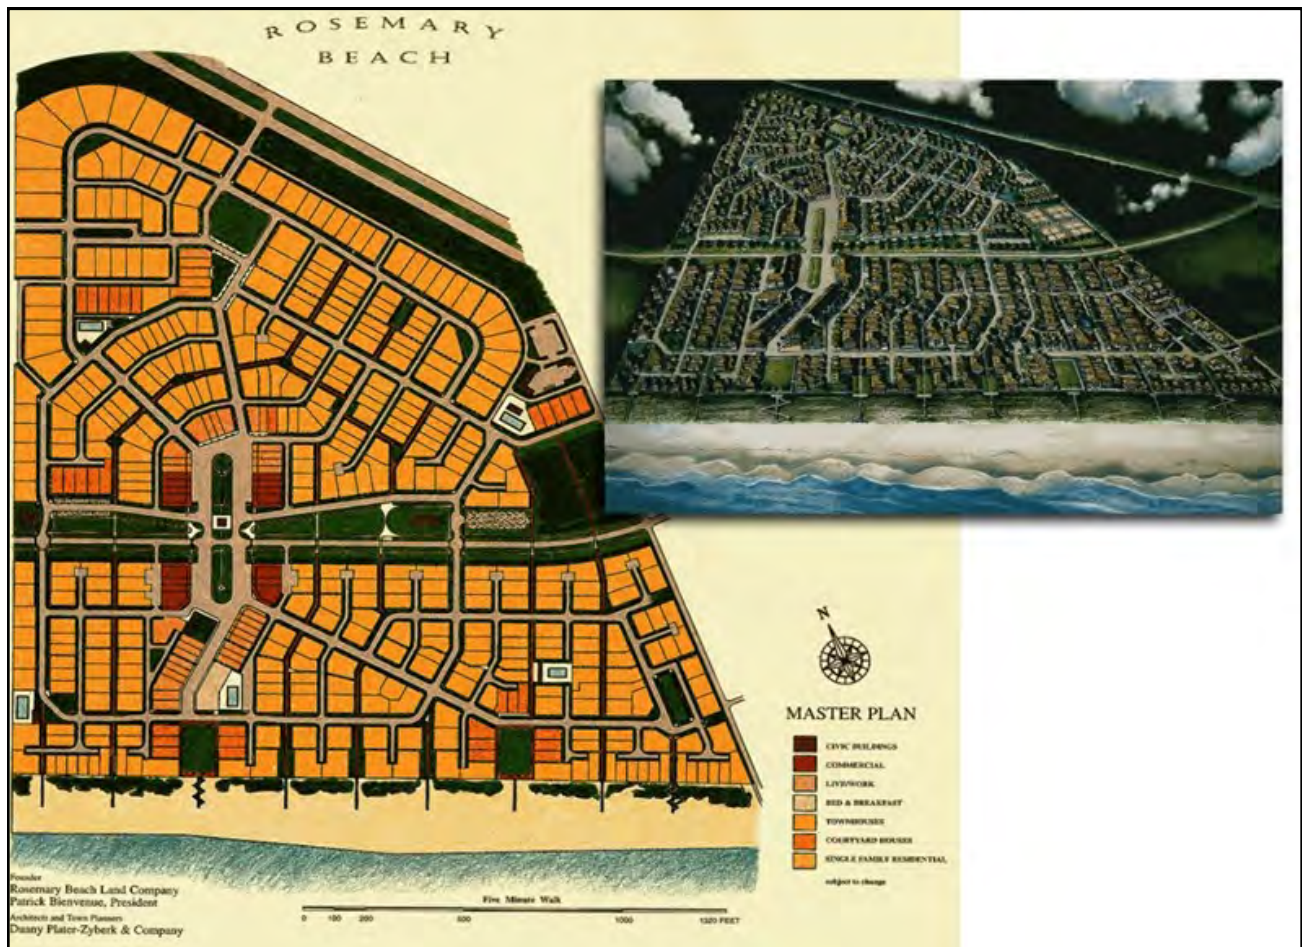 ROSEMARY
BEACH
N
MASTER PLAN
CIVIC BUILDINGS
COMMERCIAL
LIVE/WORK
BED & BREAKFAST
TOWNHOUSES
COURTYARD HOUSES
SINGLE FAMILY RESIDENTIAL
subject to change
Founder
Rosemary Beach Land Company
Patrick Bienvenue, President
Architects and Town Planners
Duany Plater-Zyberk & Company
Five Minute Walk
0 100 200 500 1000 1320 FEET